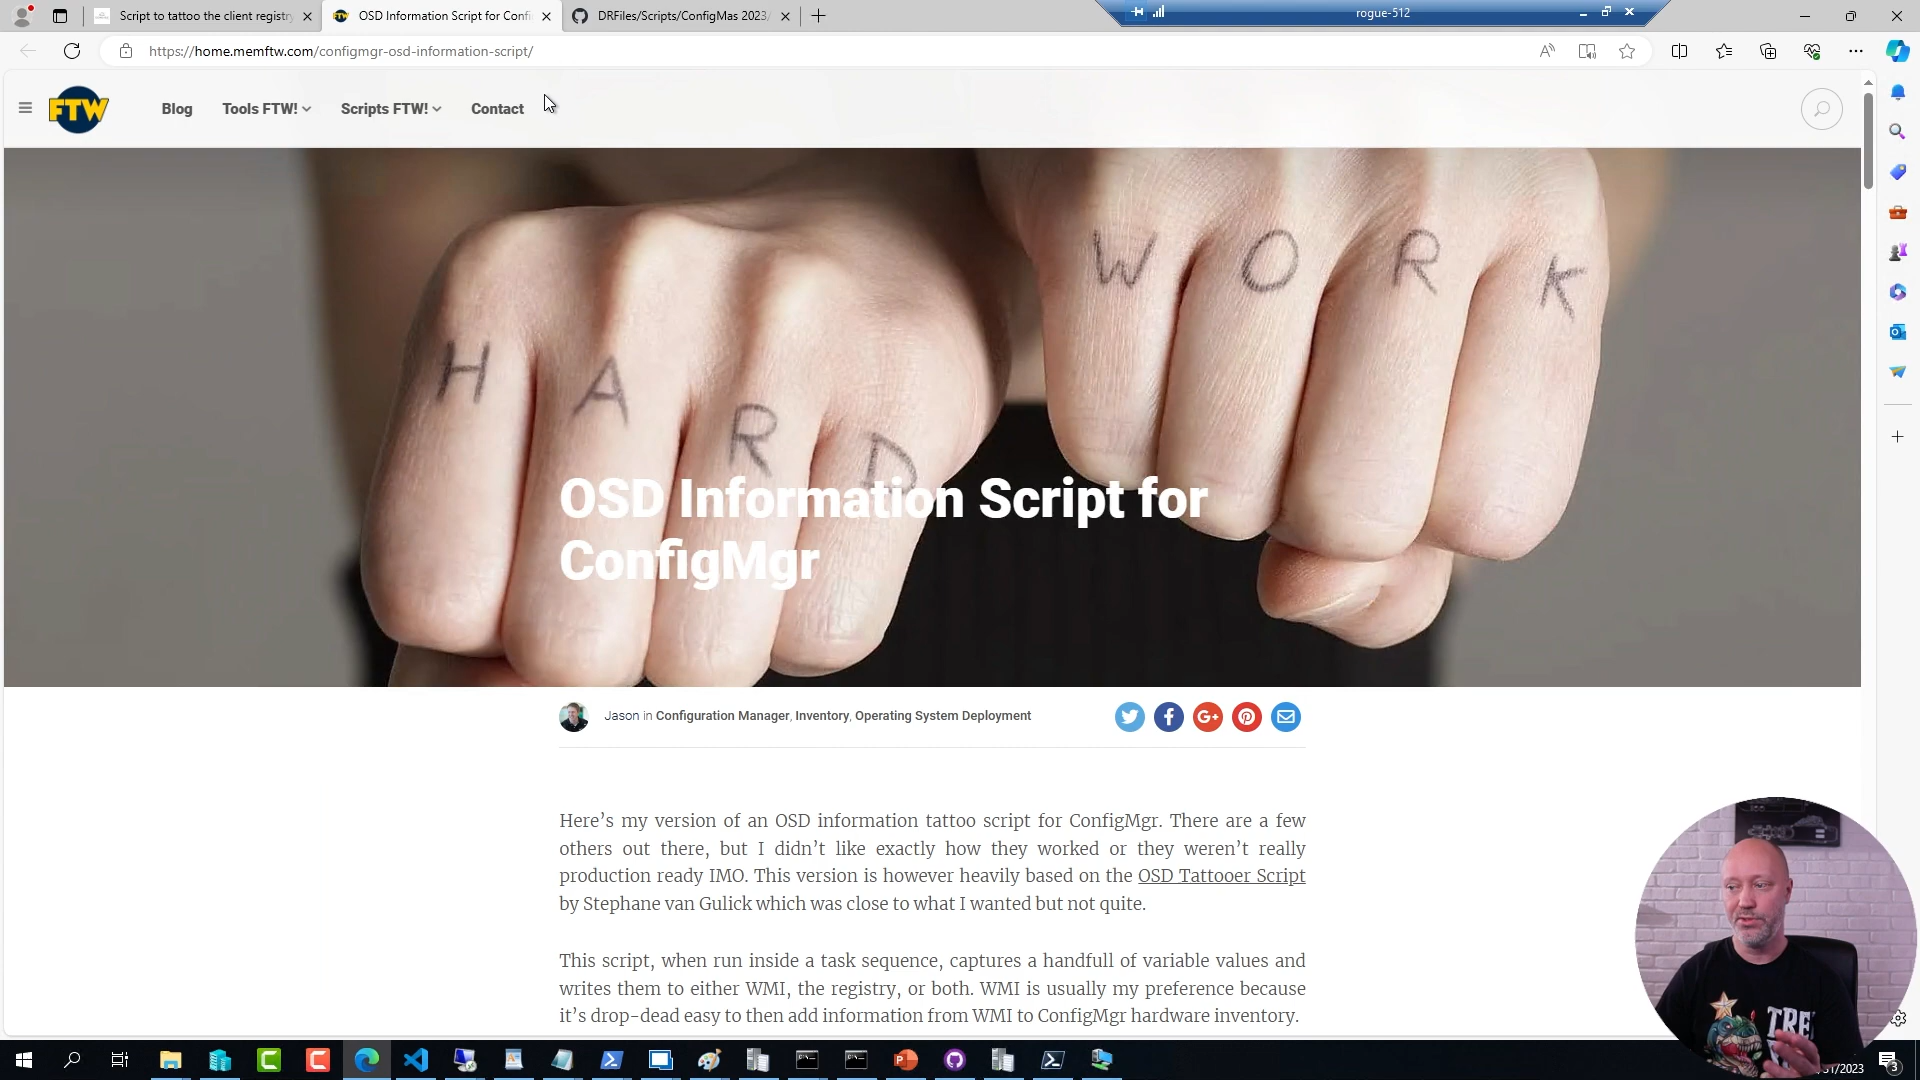 Script to tattoo the client registry
OSD Information Script for Confi
DRFiles/Scripts/ConfigMas 2023
rogue-512
https://home.memftw.com/configmgr-osd-information-script/
FTW
Blog
Tools FTW!
Scripts FTW!
Contact
HARD
WORK
OSD Information Script for
ConfigMgr
Jason in Configuration Manager, Inventory, Operating System Deployment
Here’s my version of an OSD information tattoo script for ConfigMgr. There are a few
others out there, but I didn’t like exactly how they worked or they weren’t really
production ready IMO. This version is however heavily based on the OSD Tattooer Script
by Stephane van Gulick which was close to what I wanted but not quite.
This script, when run inside a task sequence, captures a handfull of variable values and
writes them to either WMI, the registry, or both. WMI is usually my preference because
it’s drop-dead easy to then add information from WMI to ConfigMgr hardware inventory.
TRE
/2023
3